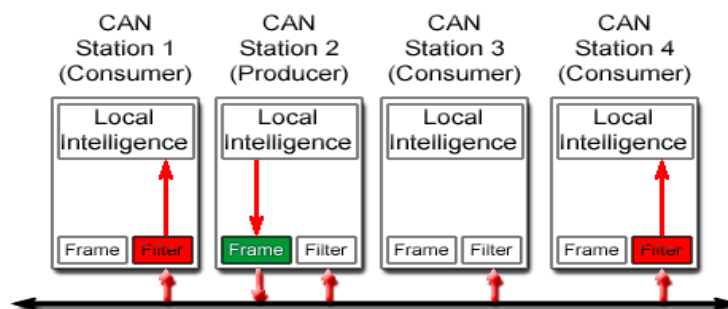 CAN
Station 1
(Consumer)
CAN
Station 2
(Producer)
CAN
Station 3
(Consumer)
CAN
Station 4
(Consumer)
Local
Intelligence
Local
Intelligence
Local
Intelligence
Local
Intelligence
Frame
Filter
Frame
Filter
Frame
Filter
Frame
Filter